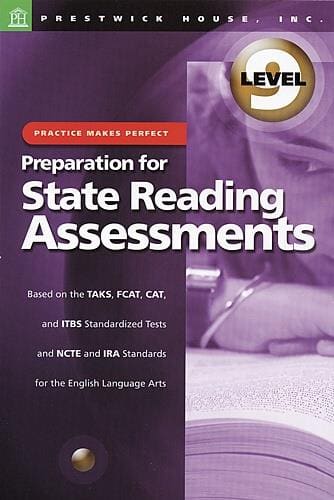 PH
PRESTWICK HOUSE, INC.
9
LEVEL
PRACTICE MAKES PERFECT
Preparation for
State Reading
Assessments
Based on the TAKS, FCAT, CAT,
and ITBS Standardized Tests
and NCTE and IRA Standards
for the English Language Arts